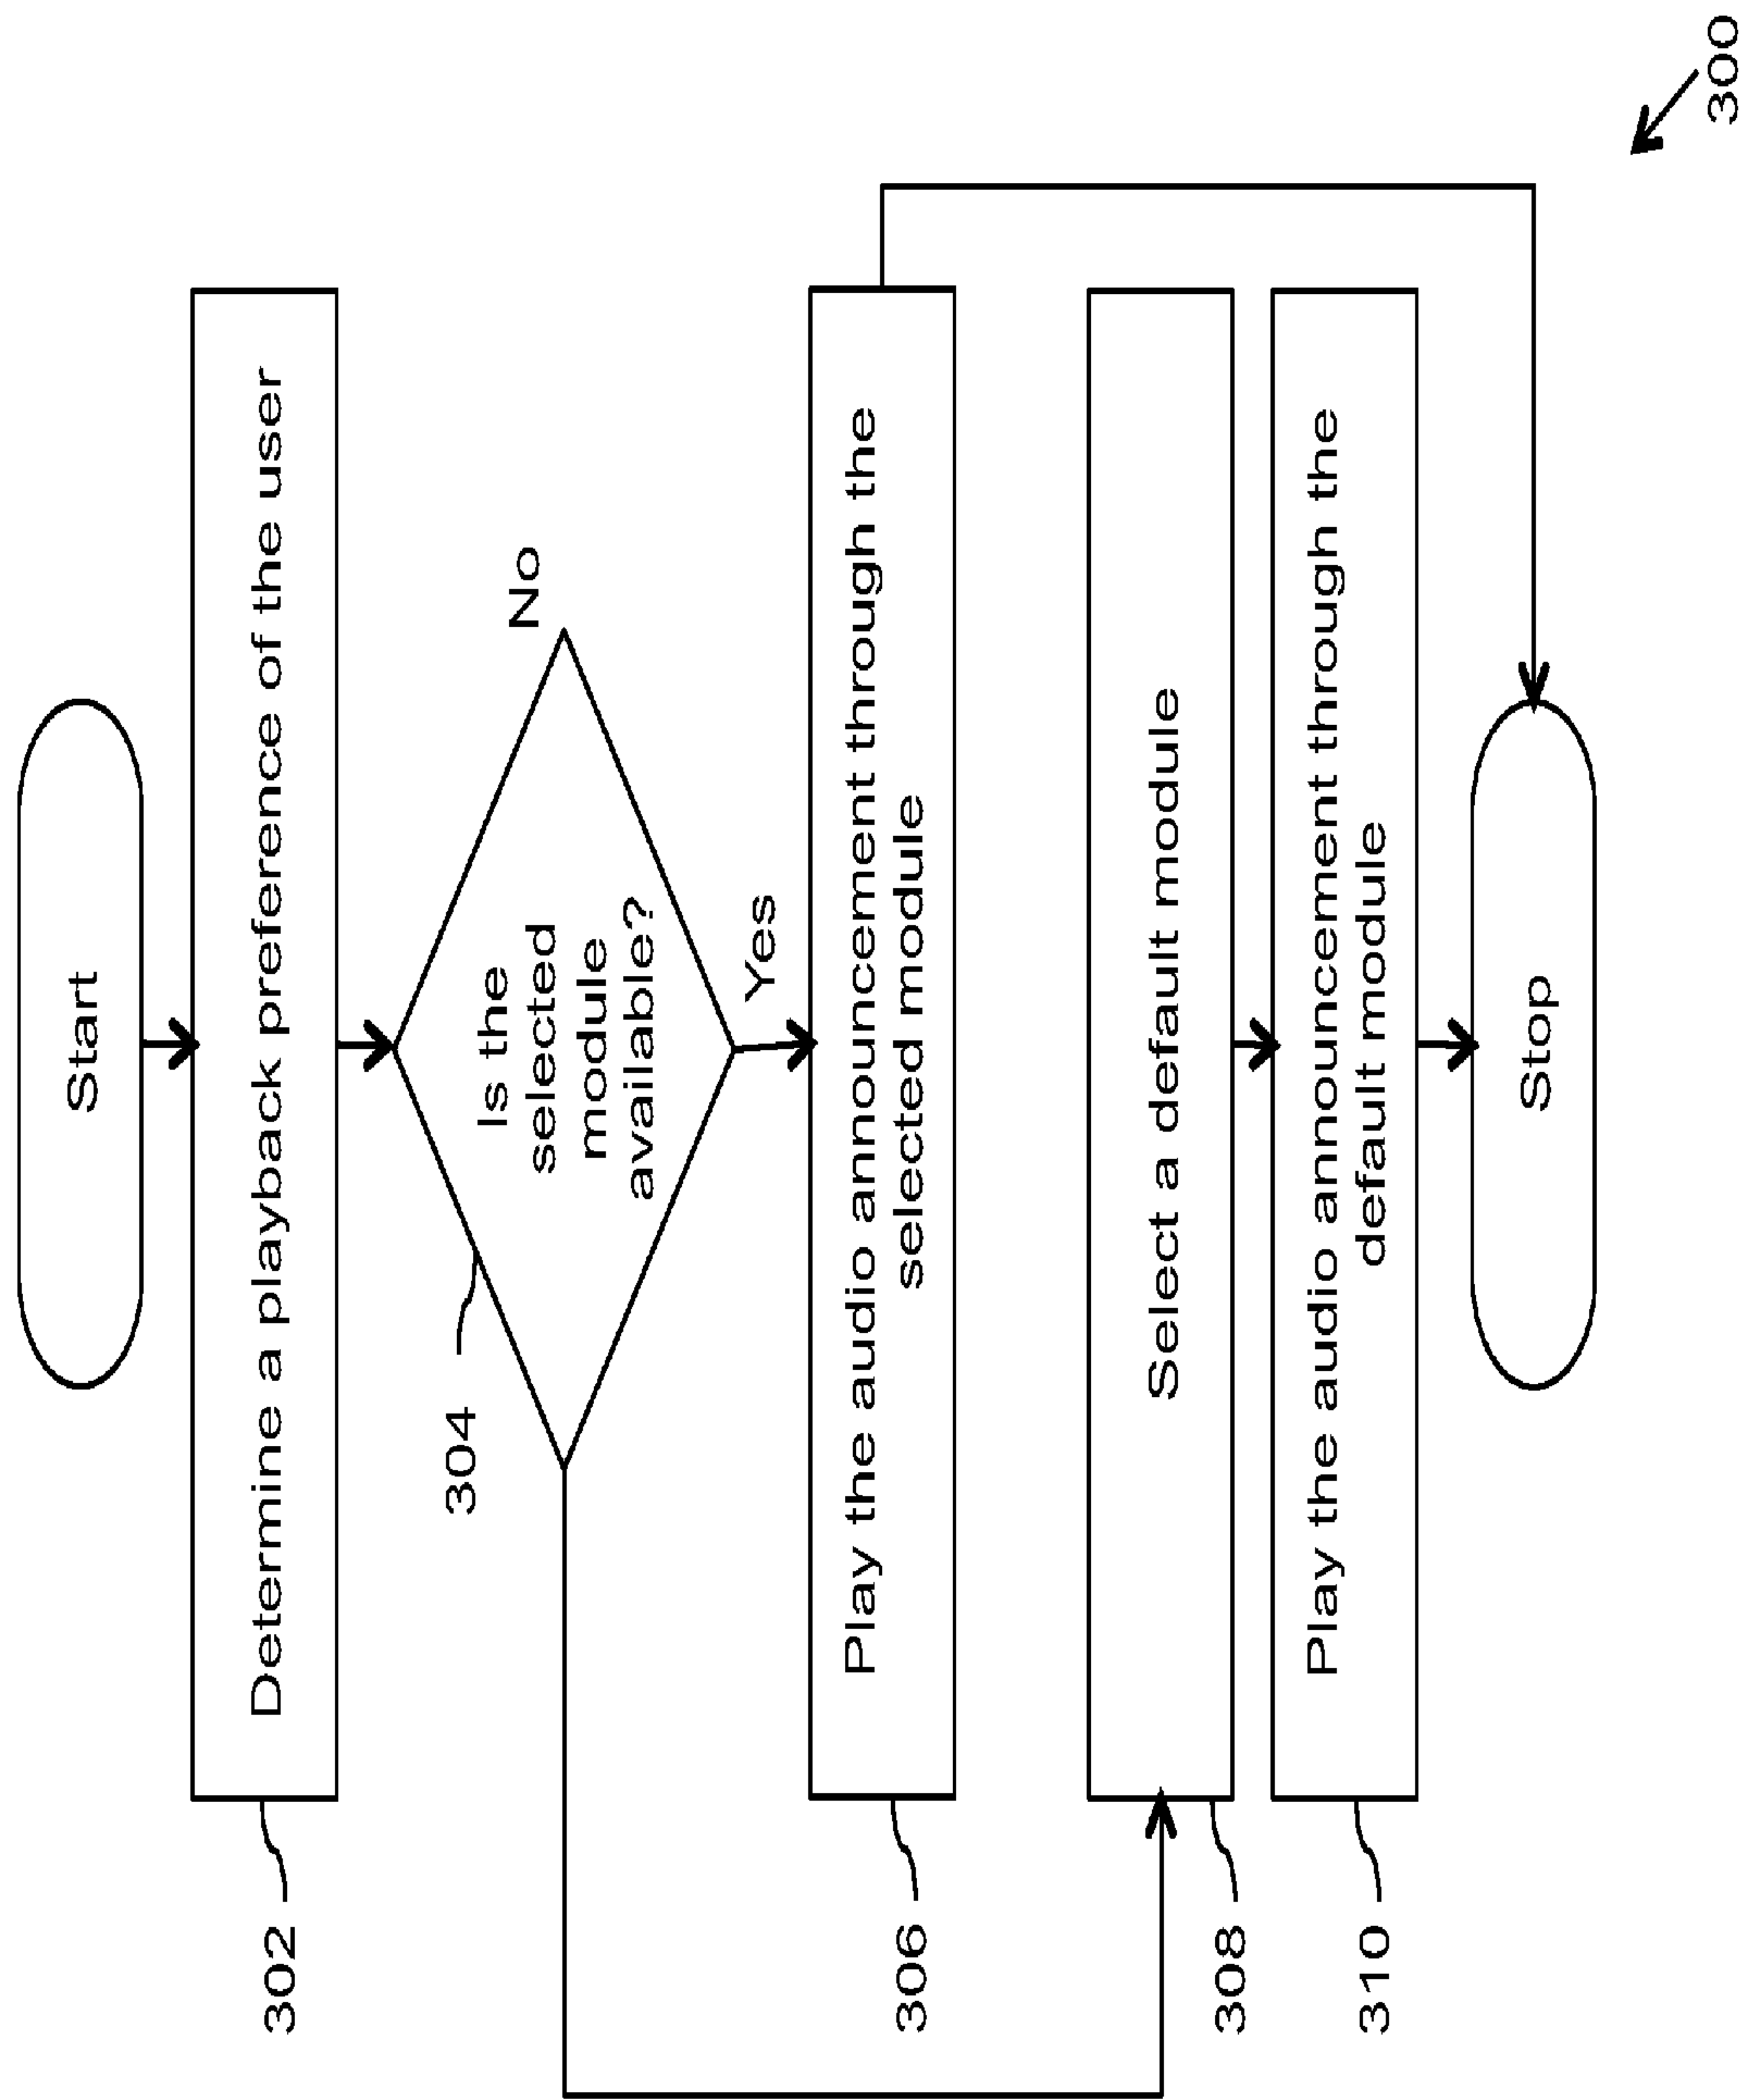 Start
302
Determine a playback preference of the user
304
Is the
selected
module
available?
No
Yes
306
Play the audio announcement through the
selected module
308
Select a default module
310
Play the audio announcement through the
default module
Stop
300